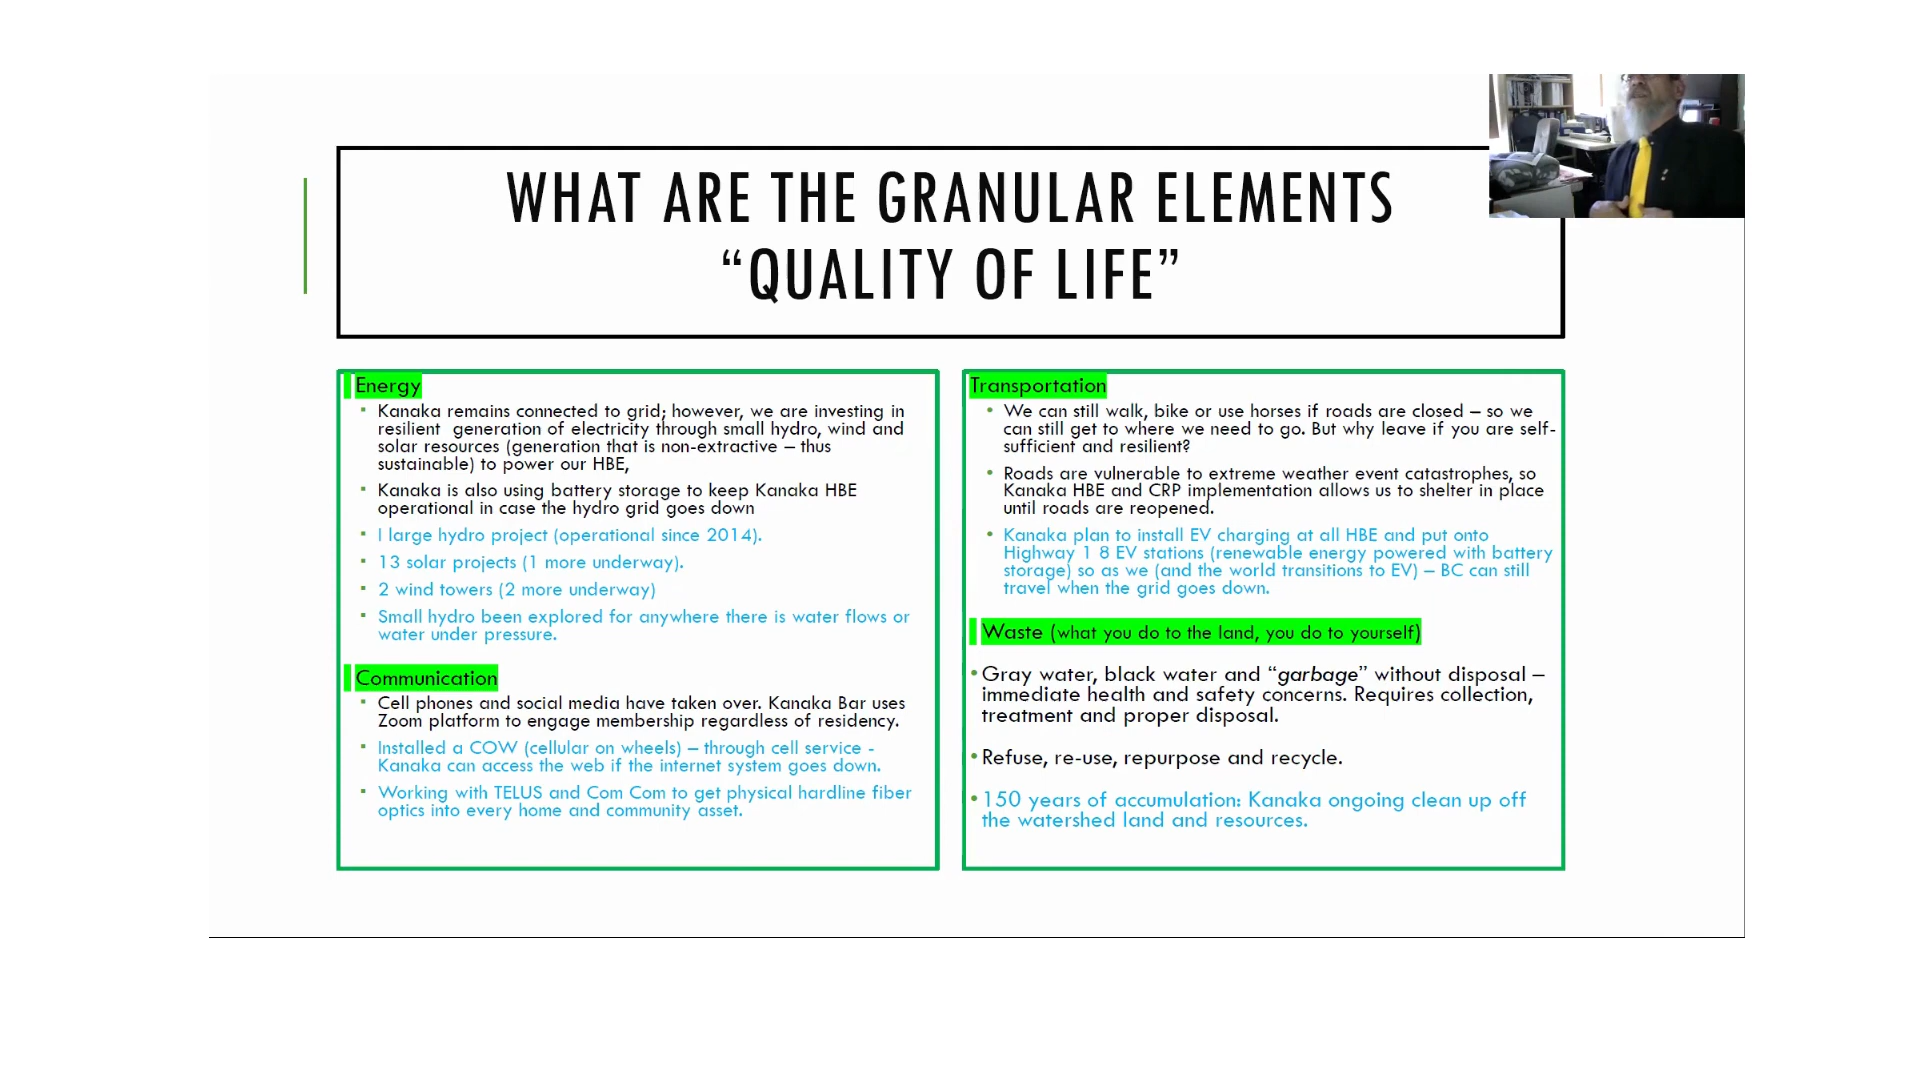 WHAT ARE THE GRANULAR ELEMENTS
“QUALITY OF LIFE”
Energy
Kanaka remains connected to grid; however, we are investing in
resilient generation of electricity through small hydro, wind and
solar resources (generation that is non-extractive – thus
sustainable) to power our HBE,
Kanaka is also using battery storage to keep Kanaka HBE
operational in case the hydro grid goes down
I large hydro project (operational since 2014).
13 solar projects (1 more underway).
2 wind towers (2 more underway)
Small hydro been explored for anywhere there is water flows or
water under pressure.
Communication
Cell phones and social media have taken over. Kanaka Bar uses
Zoom platform to engage membership regardless of residency.
Installed a COW (cellular on wheels) – through cell service -
Kanaka can access the web if the internet system goes down.
Working with TELUS and Com Com to get physical hardline fiber
optics into every home and community asset.
Transportation
We can still walk, bike or use horses if roads are closed – so we
can still get to where we need to go. But why leave if you are self-
sufficient and resilient?
Roads are vulnerable to extreme weather event catastrophes, so
Kanaka HBE and CRP implementation allows us to shelter in place
until roads are reopened.
Kanaka plan to install EV charging at all HBE and put onto
Highway 1 8 EV stations (renewable energy powered with battery
storage) so as we (and the world transitions to EV) – BC can still
travel when the grid goes down.
Waste (what you do to the land, you do to yourself)
Gray water, black water and “garbage” without disposal –
immediate health and safety concerns. Requires collection,
treatment and proper disposal.
Refuse, re-use, repurpose and recycle.
150 years of accumulation: Kanaka ongoing clean up off
the watershed land and resources.